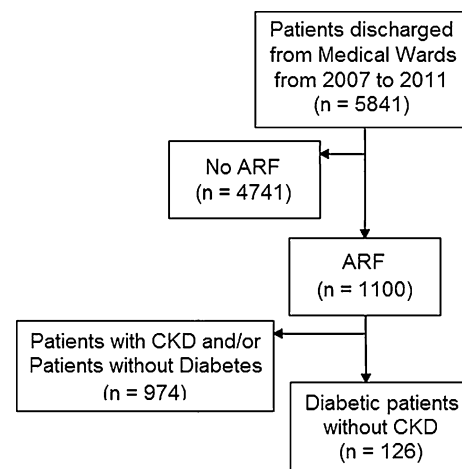 Patients discharged
from Medical Wards
from 2007 to 2011
(n = 5841)
No ARF
(n = 4741)
ARF
(n = 1100)
Patients with CKD and/or
Patients without Diabetes
(n = 974)
Diabetic patients
without CKD
(n = 126)